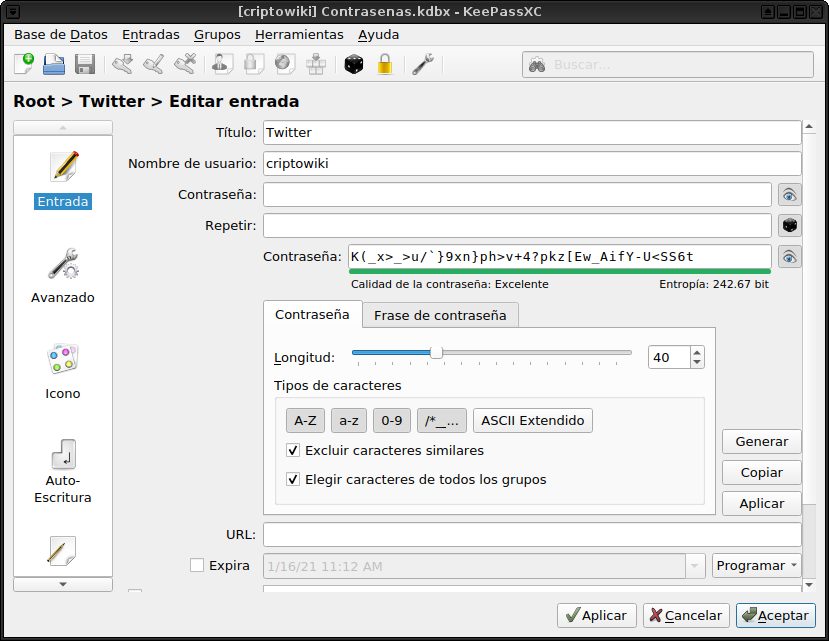 [criptowiki] Contrasenas.kdbx - KeePassXC
Base de Datos Entradas Grupos Herramientas Ayuda
Buscar...
Root > Twitter > Editar entrada
Entrada
Avanzado
Icono
Auto-
Escritura
Título: Twitter
Nombre de usuario: criptowiki
Contraseña:
Repetir:
Contraseña: K(_x>_>u/`}9xn}ph>v+4?pkz[Ew_AifY-U<SS6t
Calidad de la contraseña: Excelente Entropía: 242.67 bit
Contraseña Frase de contraseña
Longitud: 40
Tipos de caracteres
A-Z a-z 0-9 /*_... ASCII Extendido
Excluir caracteres similares
Elegir caracteres de todos los grupos
Generar
Copiar
Aplicar
URL:
Expira 1/16/21 11:12 AM Programar
Aplicar Cancelar Aceptar